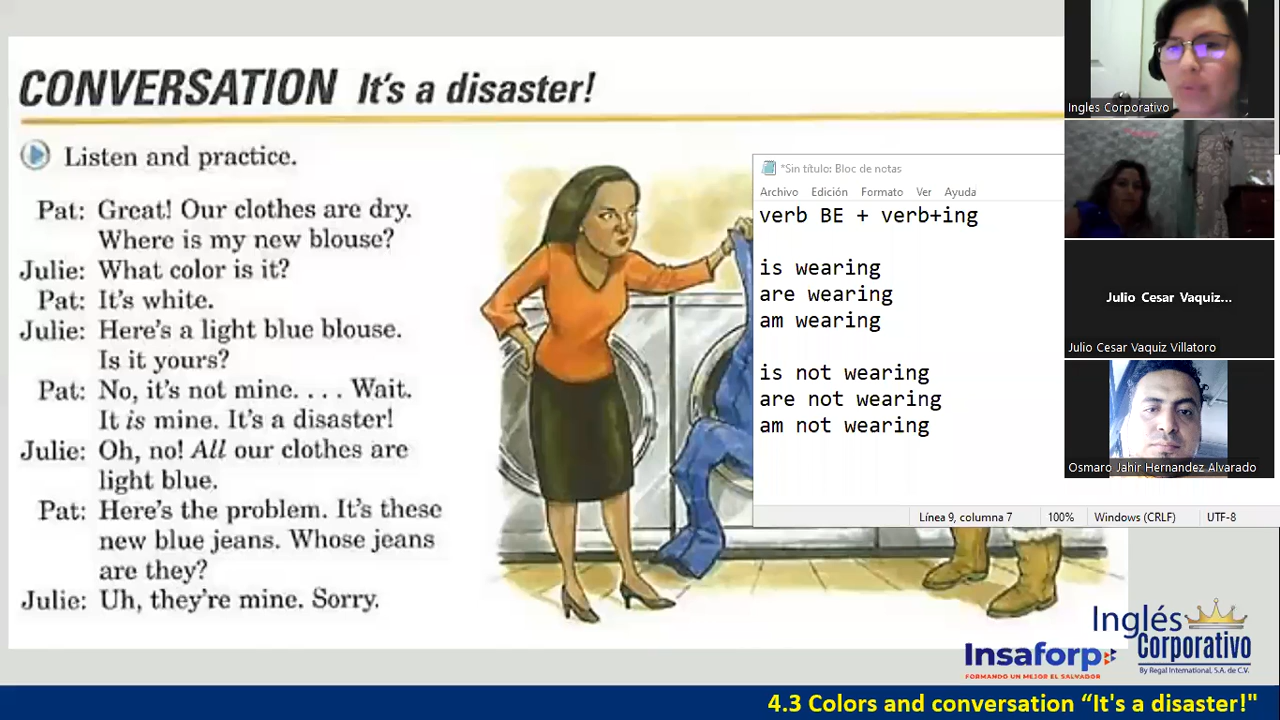 CONVERSATION It's a disaster!
Listen and practice.
Pat: Great! Our clothes are dry.
Where is my new blouse?
Julie: What color is it?
Pat: It's white.
Julie: Here's a light blue blouse.
Is it yours?
Pat: No, it's not mine. . . . Wait.
It is mine. It's a disaster!
Julie: Oh, no! All our clothes are
light blue.
Pat: Here's the problem. It's these
new blue jeans. Whose jeans
are they?
Julie: Uh, they're mine. Sorry.
*Sin título: Bloc de notas
Archivo Edición Formato Ver Ayuda
verb BE + verb+ing
is wearing
are wearing
am wearing
is not wearing
are not wearing
am not wearing
Línea 9, columna 7 100% Windows (CRLF) UTF-8
Ingles Corporativo
Julio Cesar Vaquiz...
Julio Cesar Vaquiz Villatoro
Osmaro Jahir Hernandez Alvarado
Insaforp
FORMANDO UN MEJOR EL SALVADOR
Inglés
Corporativo
By Regal International, S.A. de C.V.
4.3 Colors and conversation “It's a disaster!"